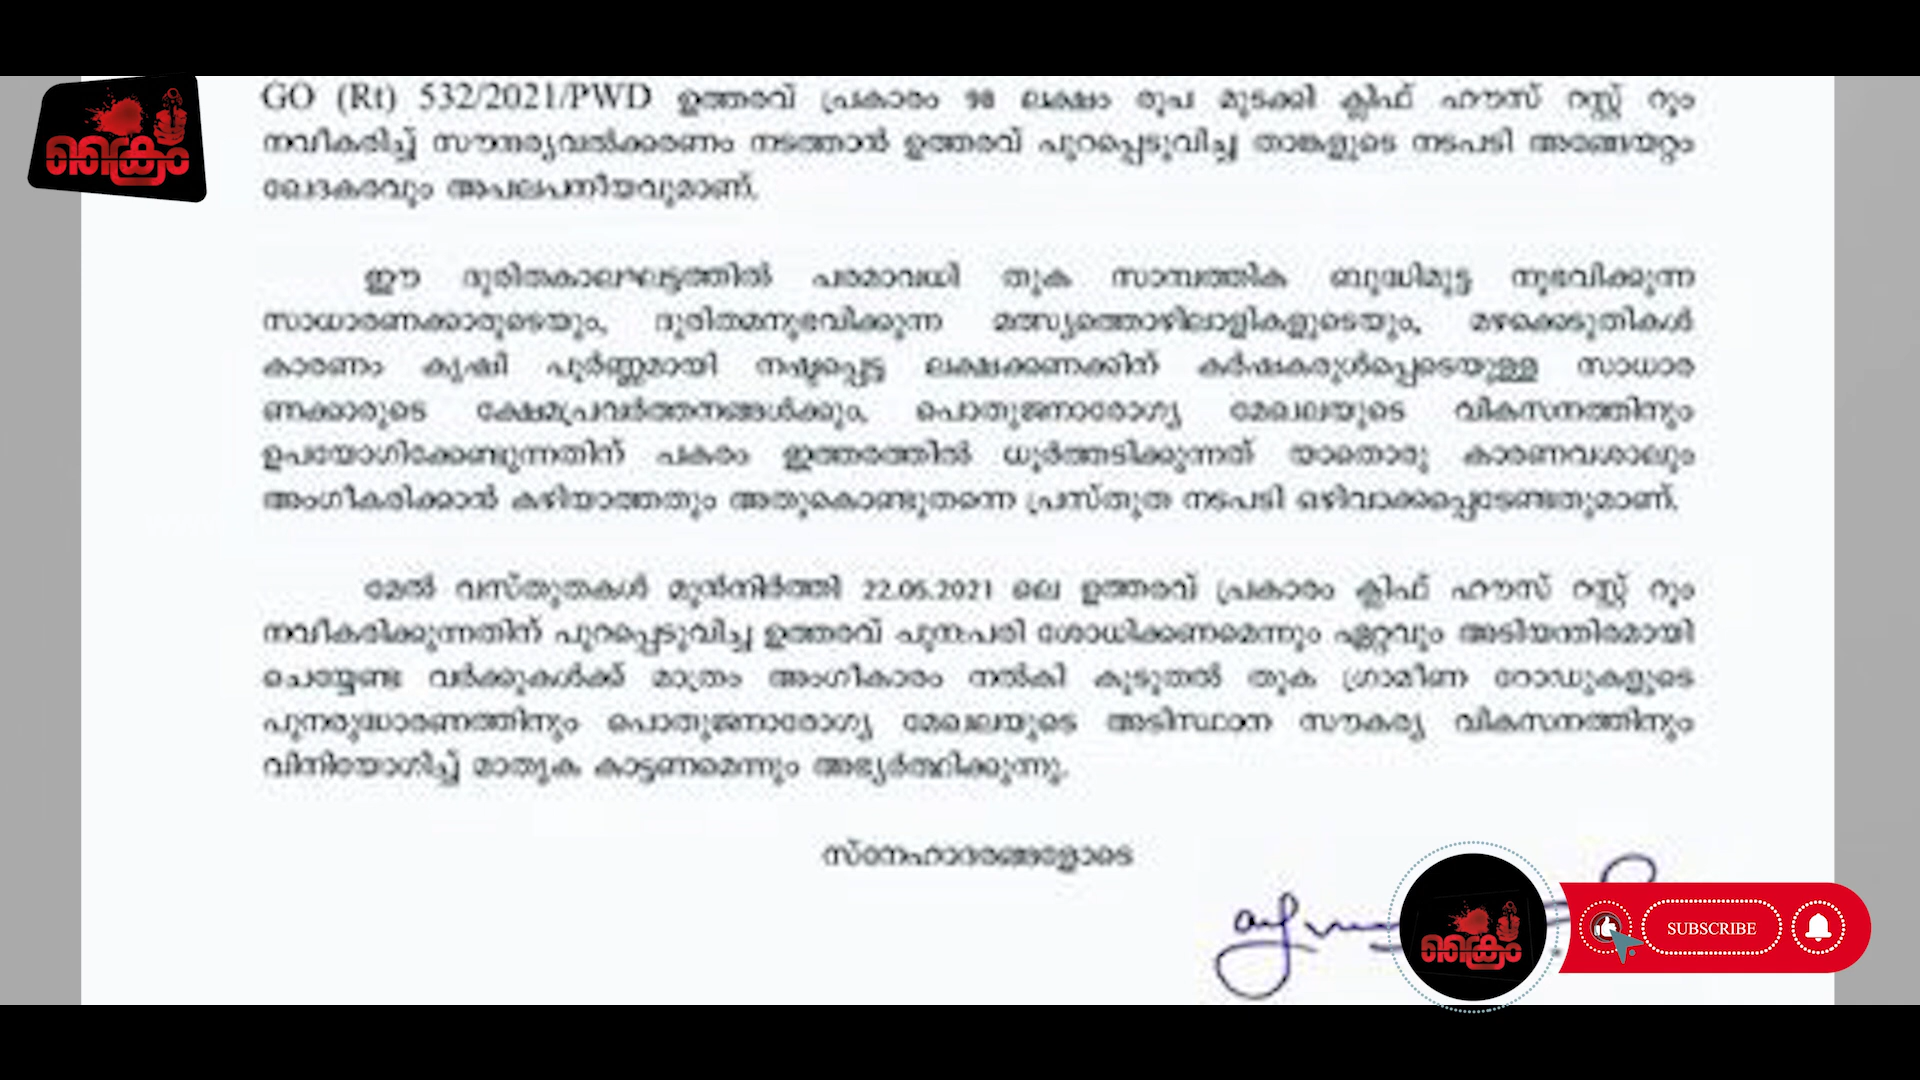 ക്രൈം
GO (Rt) 532/2021/PWD ഉത്തരവ് പ്രകാരം 98 ലക്ഷം രൂപ മുടക്കി ക്ലിഫ് ഹൗസ് റസ്റ്റ് റൂം
നവീകരിച്ച് സൗന്ദര്യവൽക്കരണം നടത്താൻ ഉത്തരവ് പുറപ്പെടുവിച്ച താങ്കളുടെ നടപടി അങ്ങേയറ്റം
ഖേദകരവും അപലപനീയവുമാണ്.
ഈ ദുരിതകാലഘട്ടത്തിൽ പരമാവധി തുക സാമ്പത്തിക ബുദ്ധിമുട്ട നുഭവിക്കുന്ന
സാധാരണക്കാരുടെയും, ദുരിതമനുഭവിക്കുന്ന മത്സ്യത്തൊഴിലാളികളുടെയും, മഴക്കെടുതികൾ
കാരണം കൃഷി പൂർണ്ണമായി നഷ്ടപ്പെട്ട ലക്ഷക്കണക്കിന് കർഷകരുൾപ്പെടെയുള്ള സാധാര
ണക്കാരുടെ ക്ഷേമപ്രവർത്തനങ്ങൾക്കും, പൊതുജനാരോഗ്യ മേഖലയുടെ വികസനത്തിനും
ഉപയോഗിക്കേണ്ടുന്നതിന് പകരം ഇത്തരത്തിൽ ധൂർത്തടിക്കുന്നത് യാതൊരു കാരണവശാലും
അംഗീകരിക്കാൻ കഴിയാത്തതും അതുകൊണ്ടുതന്നെ പ്രസ്തുത നടപടി ഒഴിവാക്കപ്പെടേണ്ടതുമാണ്.
മേൽ വസ്തുതകൾ മുൻനിർത്തി 22.06.2021 ലെ ഉത്തരവ് പ്രകാരം ക്ലിഫ് ഹൗസ് റസ്റ്റ് റൂം
നവീകരിക്കുന്നതിന് പുറപ്പെടുവിച്ച ഉത്തരവ് പുനഃപരി ശോധിക്കണമെന്നും ഏറ്റവും അടിയന്തിരമായി
ചെയ്യേണ്ട വർക്കുകൾക്ക് മാത്രം അംഗീകാരം നൽകി കൂടുതൽ തുക ഗ്രാമീണ റോഡുകളുടെ
പുനരുദ്ധാരണത്തിനും പൊതുജനാരോഗ്യ മേഖലയുടെ അടിസ്ഥാന സൗകര്യ വികസനത്തിനും
വിനിയോഗിച്ച് മാതൃക കാട്ടണമെന്നും അഭ്യർത്ഥിക്കുന്നു.
സ്നേഹാദരങ്ങളോടെ
ക്രൈം
SUBSCRIBE